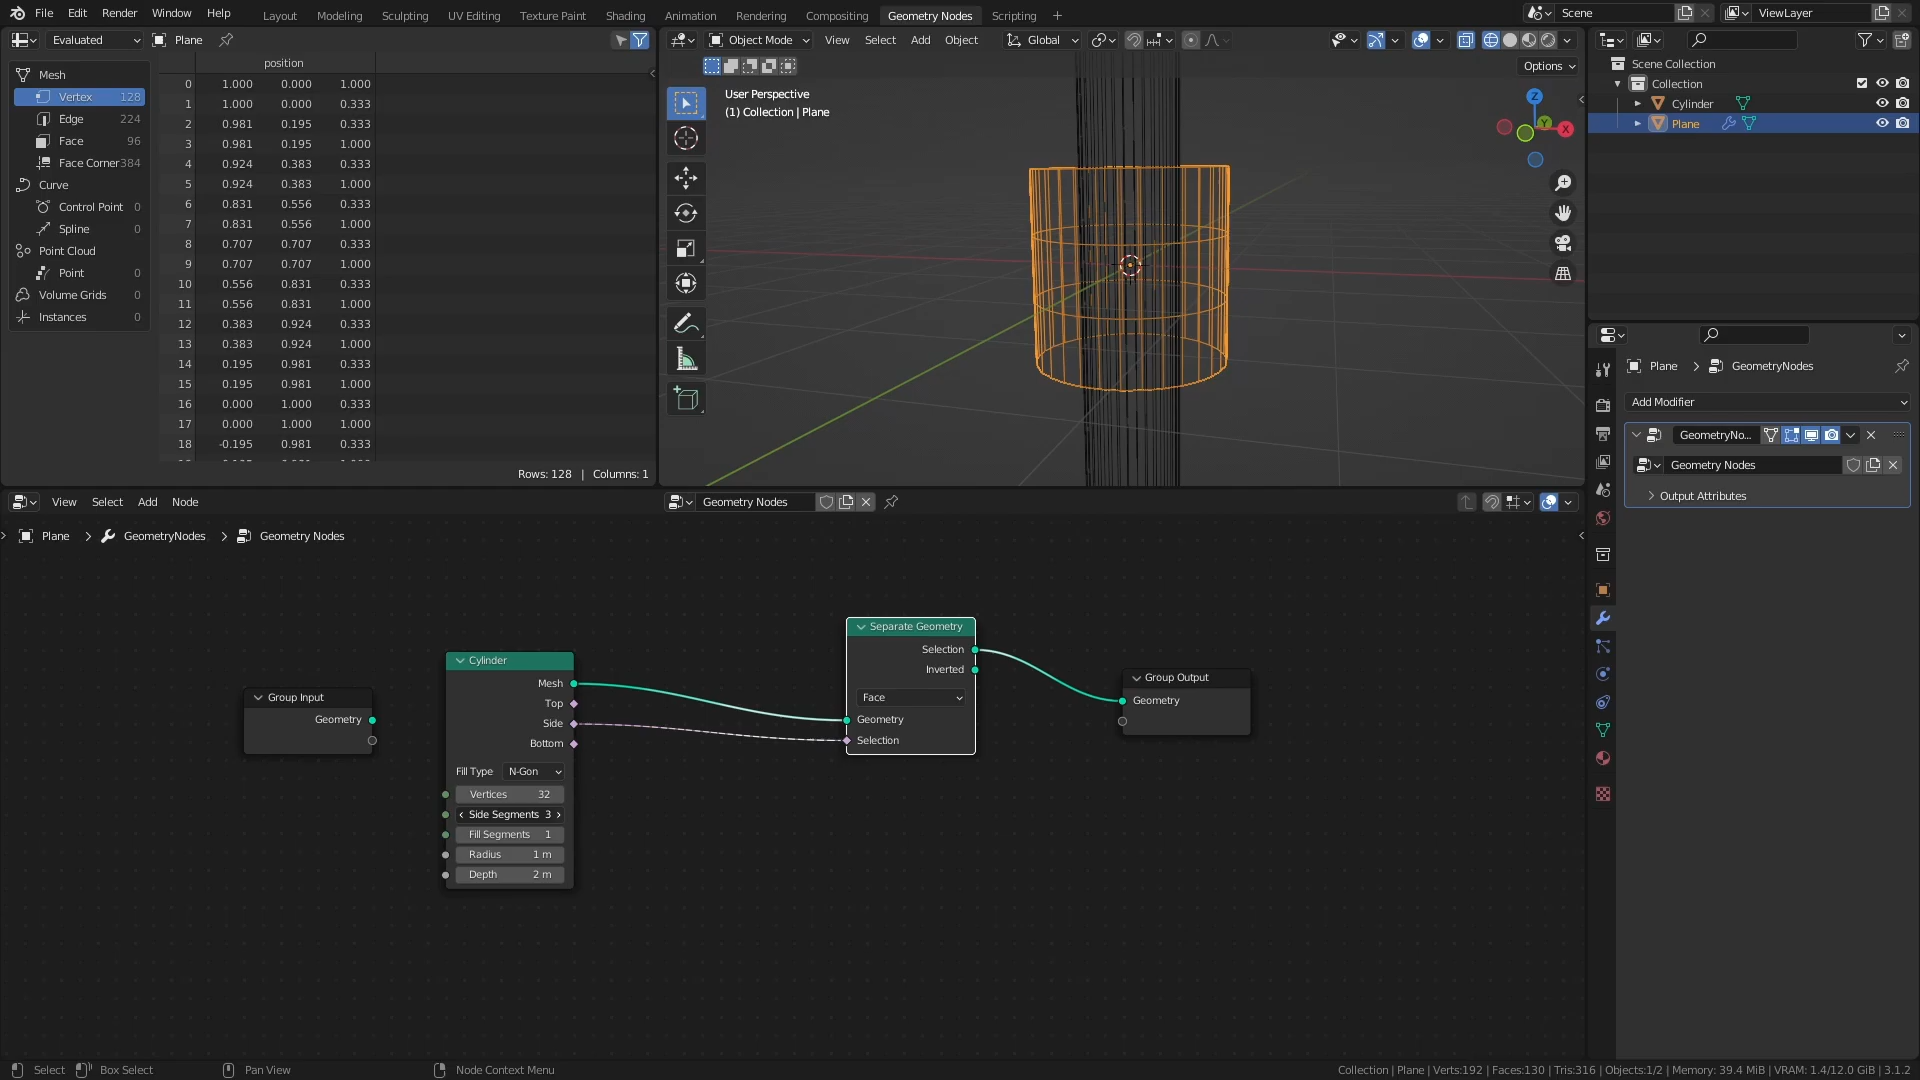 File Edit Render Window Help Layout Modeling Sculpting UV Editing Texture Paint Shading Animation Rendering Compositing Geometry Nodes Scripting + Scene ViewLayer
Evaluated Plane
Object Mode View Select Add Object Global
Options
position
Mesh
Vertex 128
Edge 224
Face 96
Face Corner 384
Curve
Control Point 0
Spline 0
Point Cloud
Point 0
Volume Grids 0
Instances 0
0 1.000 0.000 1.000
1 1.000 0.000 0.333
2 0.981 0.195 0.333
3 0.981 0.195 1.000
4 0.924 0.383 0.333
5 0.924 0.383 1.000
6 0.831 0.556 0.333
7 0.831 0.556 1.000
8 0.707 0.707 0.333
9 0.707 0.707 1.000
10 0.556 0.831 0.333
11 0.556 0.831 1.000
12 0.383 0.924 0.333
13 0.383 0.924 1.000
14 0.195 0.981 0.333
15 0.195 0.981 1.000
16 0.000 1.000 0.333
17 0.000 1.000 1.000
18 -0.195 0.981 0.333
Rows: 128 | Columns: 1
User Perspective
(1) Collection | Plane
Z
Y
X
Scene Collection
Collection
Cylinder
Plane
Plane > GeometryNodes
Add Modifier
GeometryNo...
Geometry Nodes
Output Attributes
View Select Add Node Geometry Nodes
Plane > GeometryNodes > Geometry Nodes
Group Input
Geometry
Cylinder
Mesh
Top
Side
Bottom
Fill Type N-Gon
Vertices 32
Side Segments 3
Fill Segments 1
Radius 1 m
Depth 2 m
Separate Geometry
Selection
Inverted
Face
Geometry
Selection
Group Output
Geometry
Select Box Select Pan View Node Context Menu
Collection | Plane | Verts:192 | Faces:130 | Tris:316 | Objects:1/2 | Memory: 39.4 MiB | VRAM: 1.4/12.0 GiB | 3.1.2